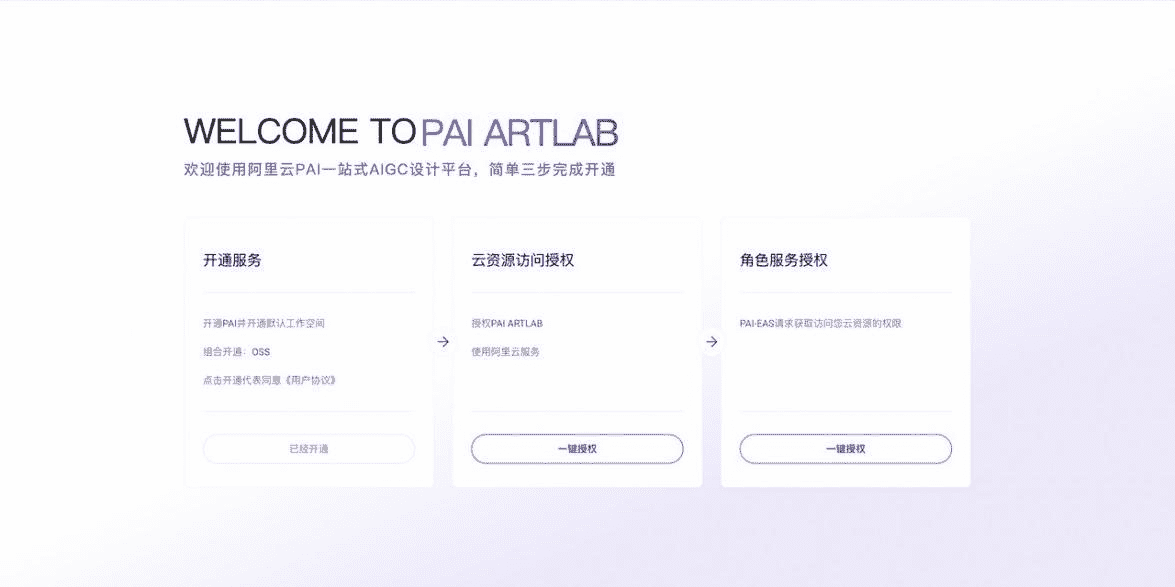 WELCOME TO PAI ARTLAB
欢迎使用阿里云PAI一站式AIGC设计平台，简单三步完成开通
开通服务
开通PAI并开通默认工作空间
组合开通：OSS
点击开通代表同意《用户协议》
已经开通
云资源访问授权
授权PAI ARTLAB
使用阿里云服务
一键授权
角色服务授权
PAI-EAS请求获取访问您云资源的权限
一键授权